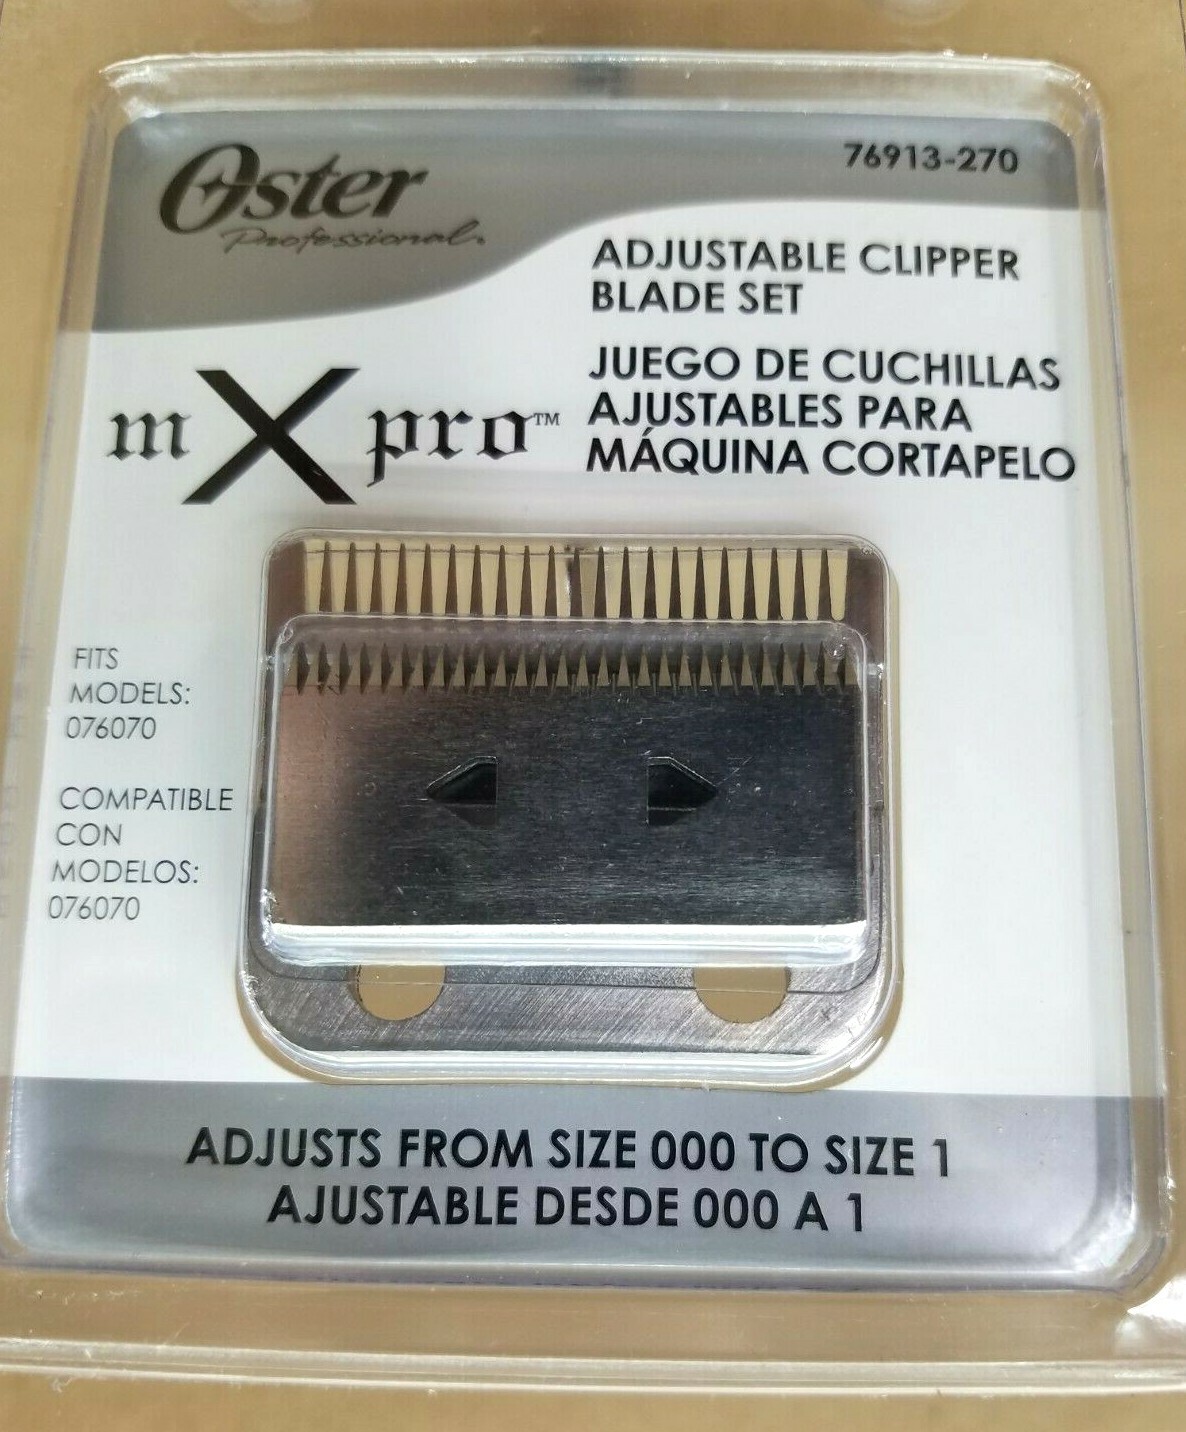 Oster
Professional.
76913-270
ADJUSTABLE CLIPPER
BLADE SET
JUEGO DE CUCHILLAS
AJUSTABLES PARA
MÁQUINA CORTAPELO
mXpro™
FITS
MODELS:
076070
COMPATIBLE
CON
MODELOS:
076070
ADJUSTS FROM SIZE 000 TO SIZE 1
AJUSTABLE DESDE 000 A 1